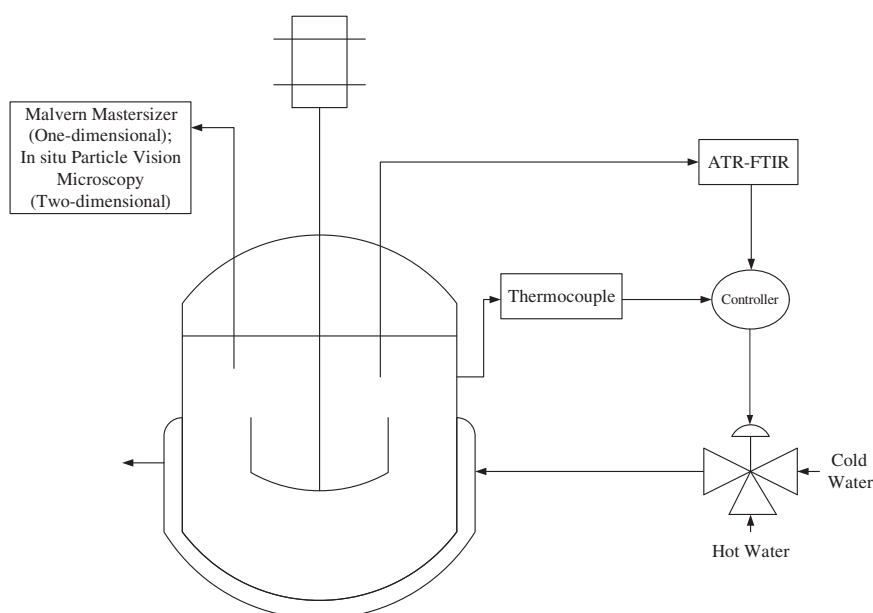 Malvern Mastersizer
(One-dimensional);
In situ Particle Vision
Microscopy
(Two-dimensional)
ATR-FTIR
Thermocouple
Controller
Cold
Water
Hot Water